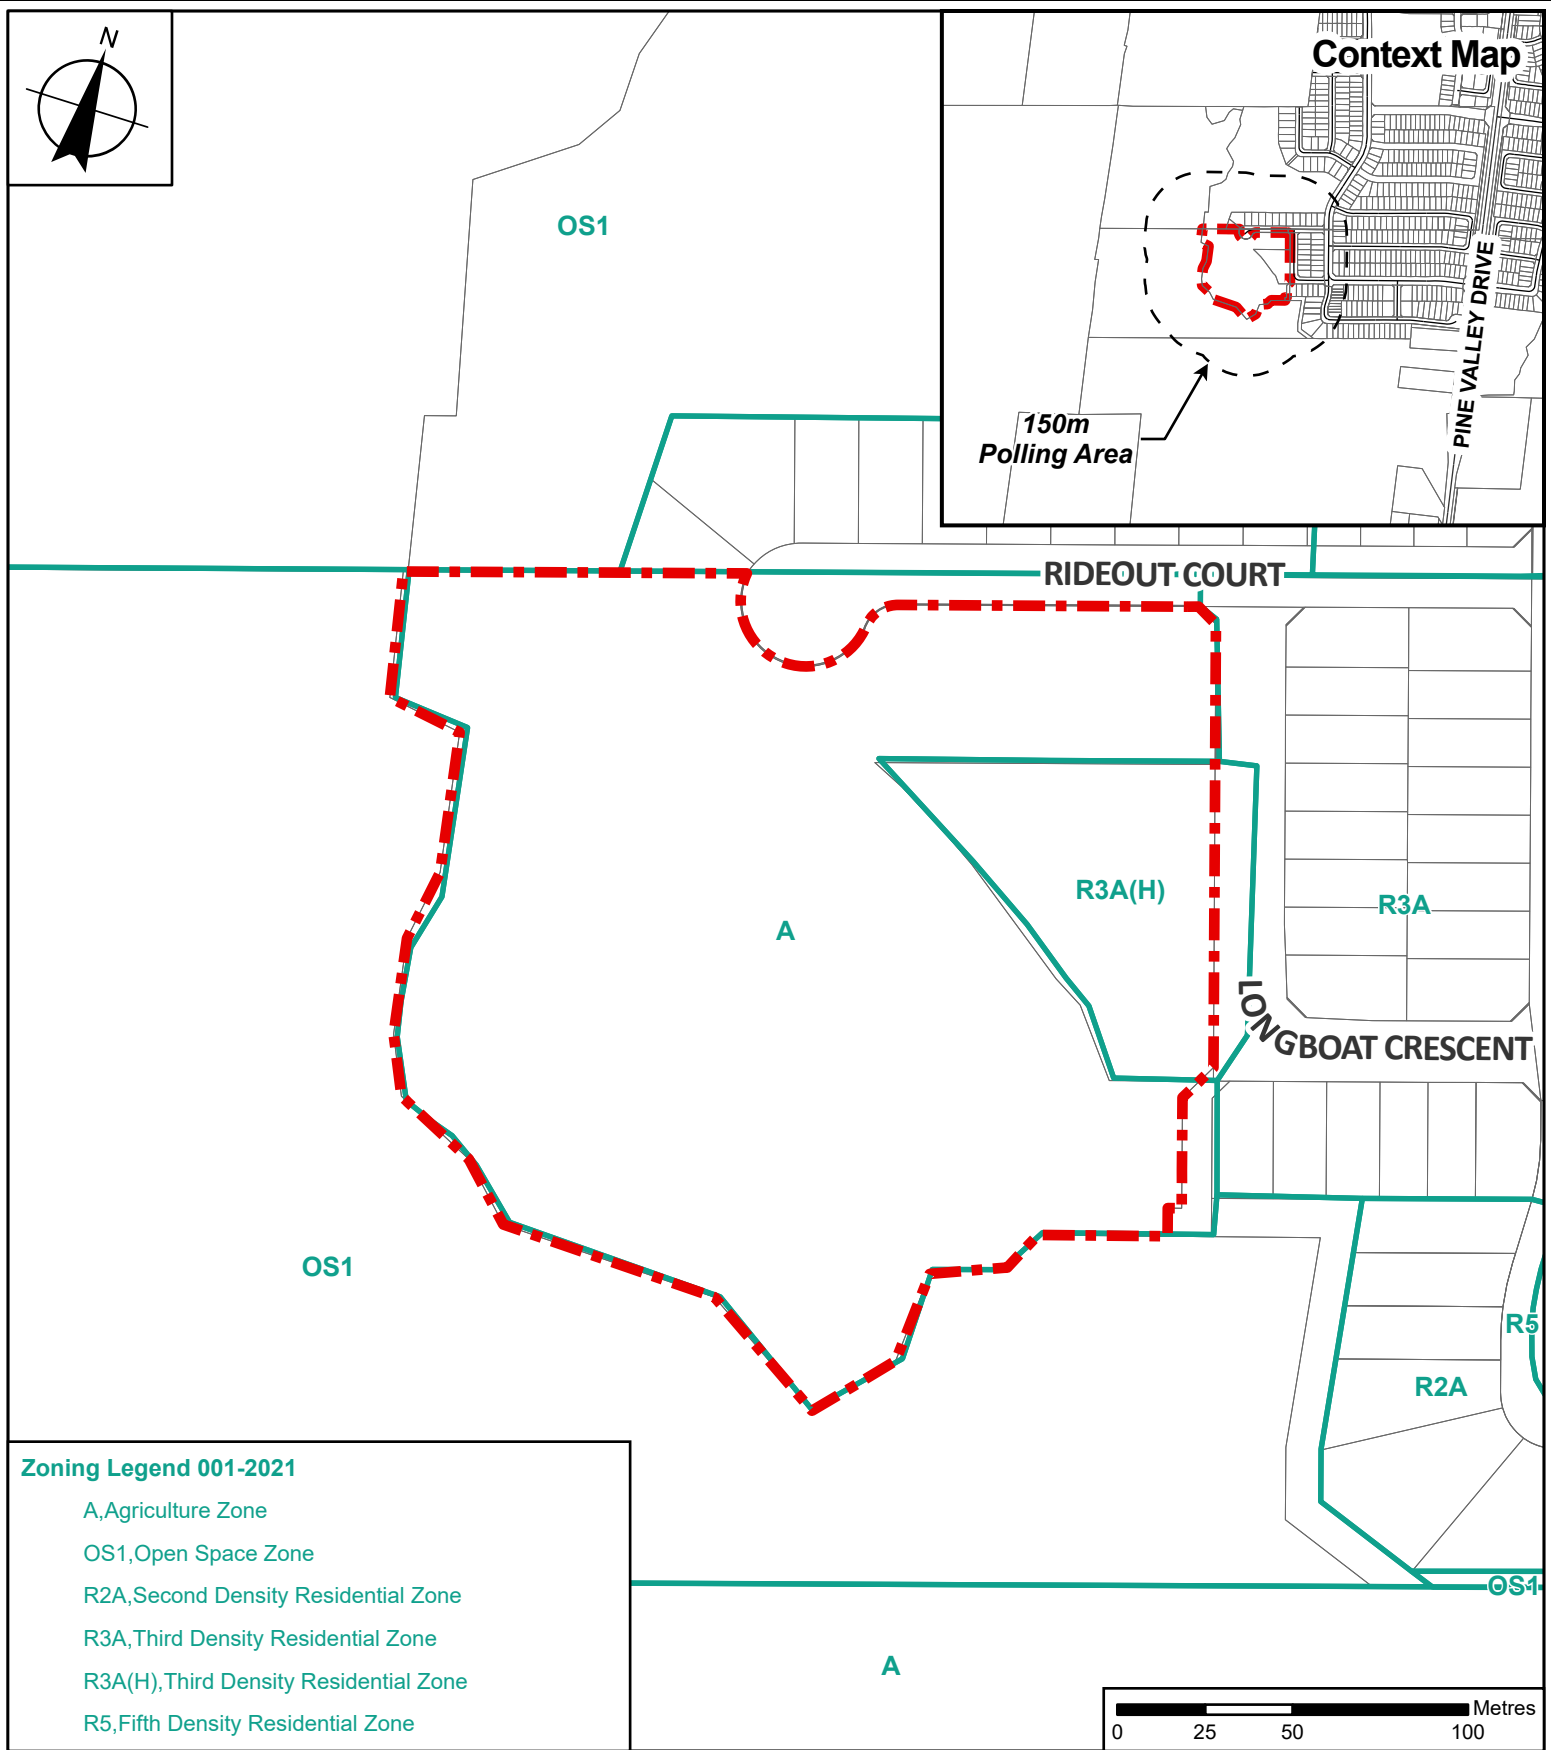 N
Context Map
OS1
PINE VALLEY DRIVE
150m
Polling Area
RIDEOUT COURT
R3A(H)
R3A
A
LONGBOAT CRESCENT
OS1
R5
R2A
Zoning Legend 001-2021
A,Agriculture Zone
OS1,Open Space Zone
R2A,Second Density Residential Zone
R3A,Third Density Residential Zone
R3A(H),Third Density Residential Zone
R5,Fifth Density Residential Zone
OS1
A
Metres
0 25 50 100